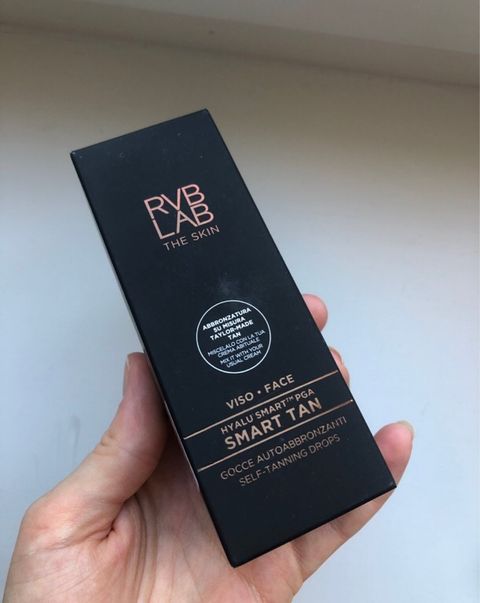 RVB
LAB
THE SKIN
ABBRONZATURA
SU MISURA
TAYLOR-MADE
TAN
MISCELALO CON LA TUA
CREMA ABITUALE
MIX IT WITH YOUR
USUAL CREAM
VISO • FACE
HYALU SMART™ PGA
SMART TAN
GOCCE AUTOABBRONZANTI
SELF-TANNING DROPS